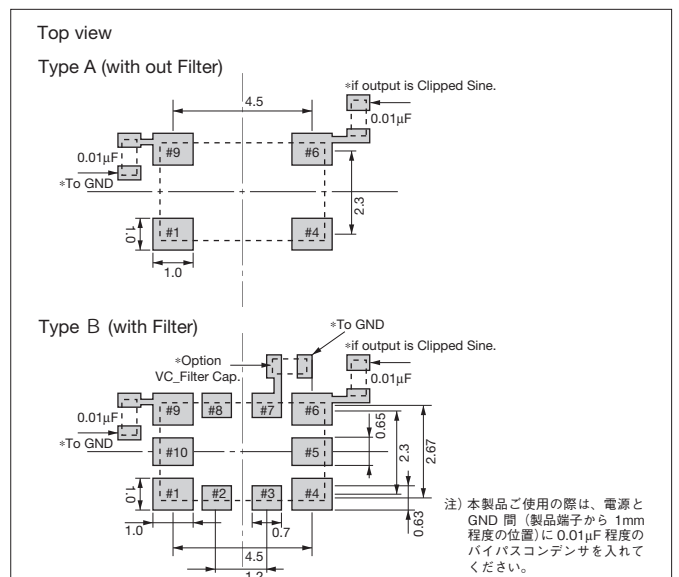 Top view
Type A (with out Filter)
*if output is Clipped Sine.
4.5
0.01μF
#9
#6
0.01μF
*To GND
2.3
1.0
#1
#4
1.0
Type B (with Filter)
*To GND
*if output is Clipped Sine.
*Option
VC_Filter Cap.
0.01μF
0.01μF
#9
#8
#7
#6
*To GND
0.65
2.3
2.67
#10
#5
1.0
#1
#2
#3
#4
0.63
1.0
0.7
4.5
1.2
注) 本製品ご使用の際は、電源と
GND 間（製品端子から 1mm
程度の位置）に 0.01μF 程度の
バイパスコンデンサを入れて
ください。